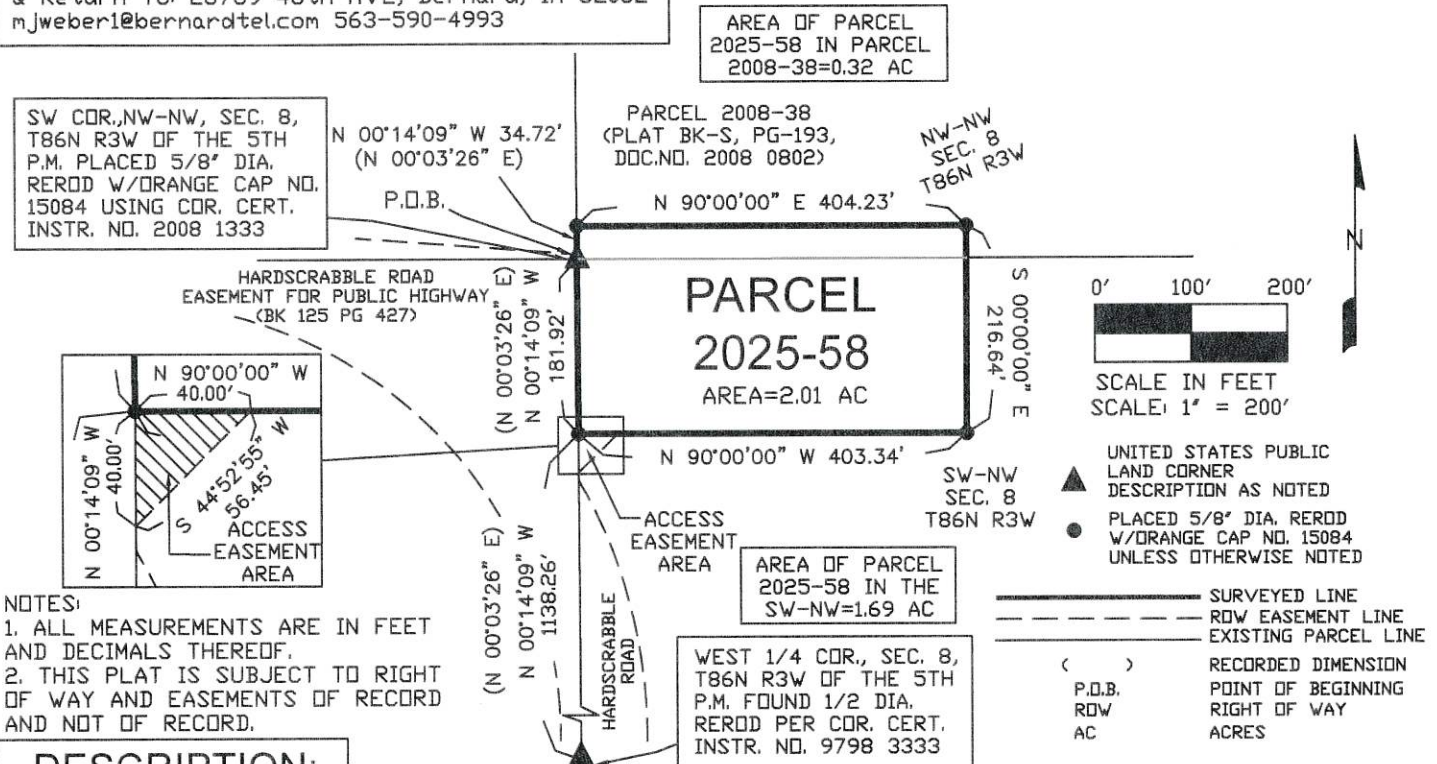 & Return To: 28789 46th AVE, Bernard, IA 52032
mjweber1@bernardtel.com 563-590-4993
AREA OF PARCEL
2025-58 IN PARCEL
2008-38=0.32 AC
SW COR.,NW-NW, SEC. 8,
T86N R3W OF THE 5TH
P.M. PLACED 5/8" DIA.
REROD W/ORANGE CAP NO.
15084 USING COR. CERT.
INSTR. NO. 2008 1333
N 00°14'09" W 34.72'
(N 00°03'26" E)
P.O.B.
PARCEL 2008-38
(PLAT BK-S, PG-193,
DOC.NO. 2008 0802)
NW-NW
SEC. 8
T86N R3W
N 90°00'00" E 404.23'
HARDSCRABBLE ROAD
EASEMENT FOR PUBLIC HIGHWAY
(BK 125 PG 427)
(N 00°03'26" E)
N 00°14'09" W
181.92'
PARCEL
2025-58
AREA=2.01 AC
S 00°00'00" E
216.64'
N
0' 100' 200'
SCALE IN FEET
SCALE: 1" = 200'
N 90°00'00" W
40.00'
N 00°14'09" W
40.00'
S 44°52'55" W
56.45'
ACCESS
EASEMENT
AREA
N 90°00'00" W 403.34'
SW-NW
SEC. 8
T86N R3W
ACCESS
EASEMENT
AREA
(N 00°03'26" E)
N 00°14'09" W
1138.26'
HARDSCRABBLE
ROAD
AREA OF PARCEL
2025-58 IN THE
SW-NW=1.69 AC
WEST 1/4 COR., SEC. 8,
T86N R3W OF THE 5TH
P.M. FOUND 1/2 DIA.
REROD PER COR. CERT.
INSTR. NO. 9798 3333
UNITED STATES PUBLIC
LAND CORNER
DESCRIPTION AS NOTED
PLACED 5/8" DIA. REROD
W/ORANGE CAP NO. 15084
UNLESS OTHERWISE NOTED
SURVEYED LINE
ROW EASEMENT LINE
EXISTING PARCEL LINE
( ) RECORDED DIMENSION
P.O.B. POINT OF BEGINNING
ROW RIGHT OF WAY
AC ACRES
NOTES:
1. ALL MEASUREMENTS ARE IN FEET
AND DECIMALS THEREOF.
2. THIS PLAT IS SUBJECT TO RIGHT
OF WAY AND EASEMENTS OF RECORD
AND NOT OF RECORD.
DESCRIPTION: